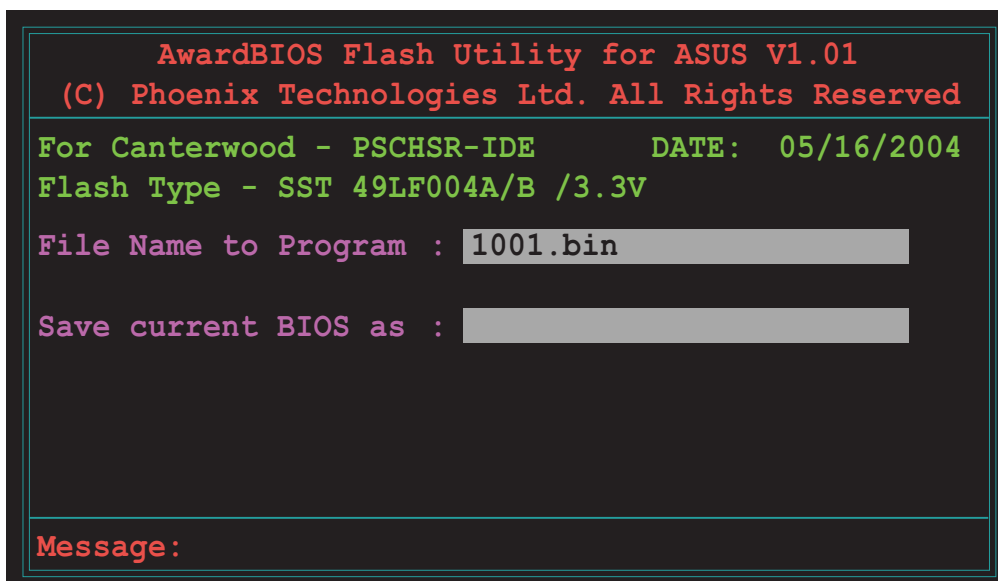 AwardBIOS Flash Utility for ASUS V1.01
(C) Phoenix Technologies Ltd. All Rights Reserved
For Canterwood - PSCHSR-IDE DATE: 05/16/2004
Flash Type - SST 49LF004A/B /3.3V
File Name to Program : 1001.bin
Save current BIOS as :
Message: